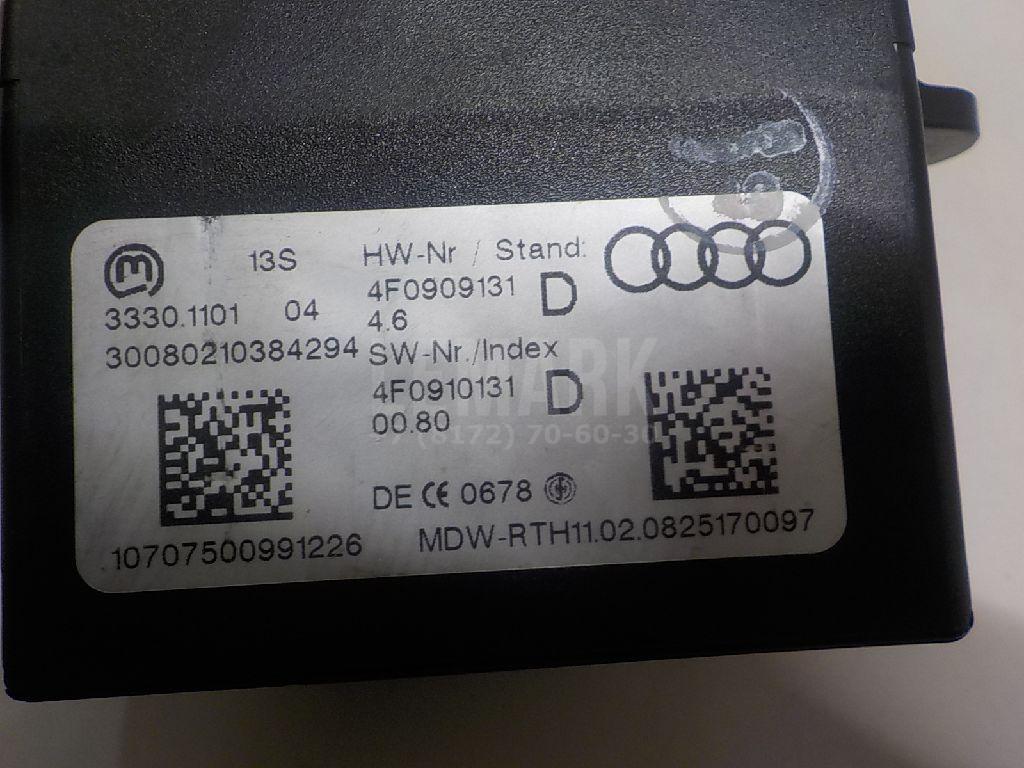 M 13S HW-Nr / Stand:
3330.1101 04 4F0909131 D
4.6
30080210384294 SW-Nr./Index
4F0910131 D
00.80
DE CE 0678
10707500991226 MDW-RTH11.02.0825170097
MARK
(8172) 70-60-30